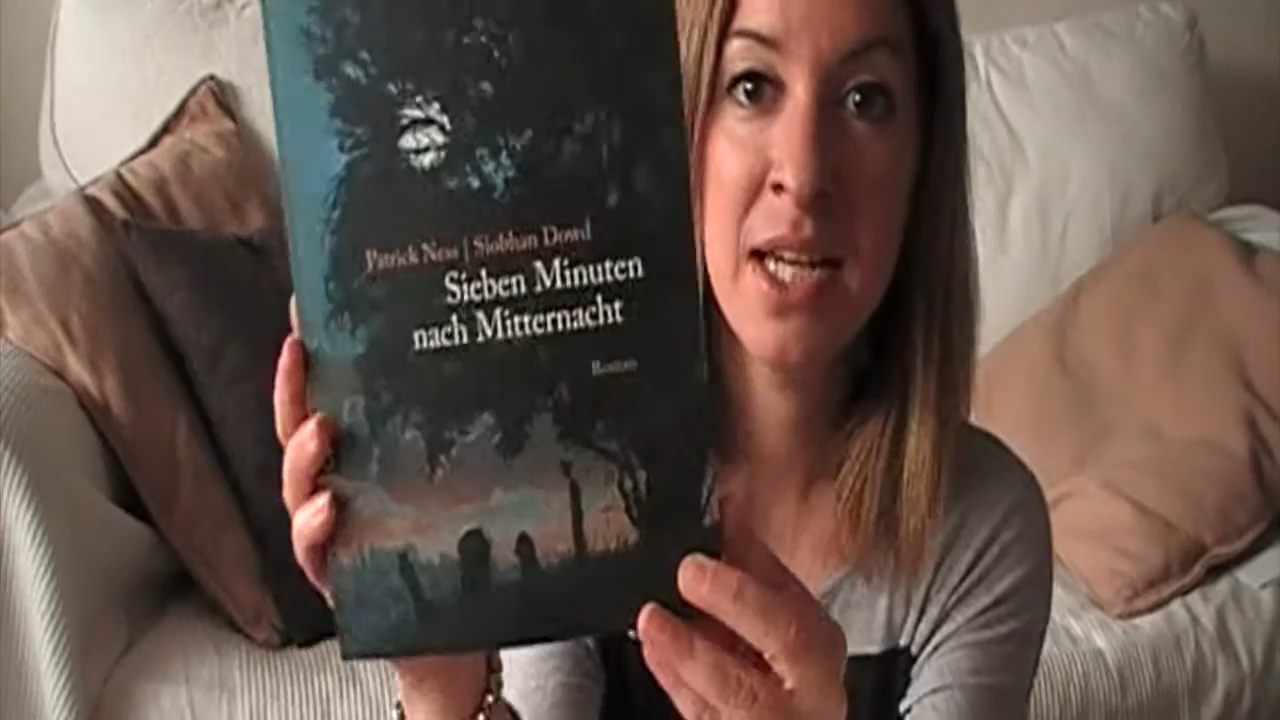 Patrick Ness | Siobhan Dowd
Sieben Minuten
nach Mitternacht
Roman